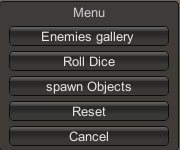 Menu
Enemies gallery
Roll Dice
spawn Objects
Reset
Cancel